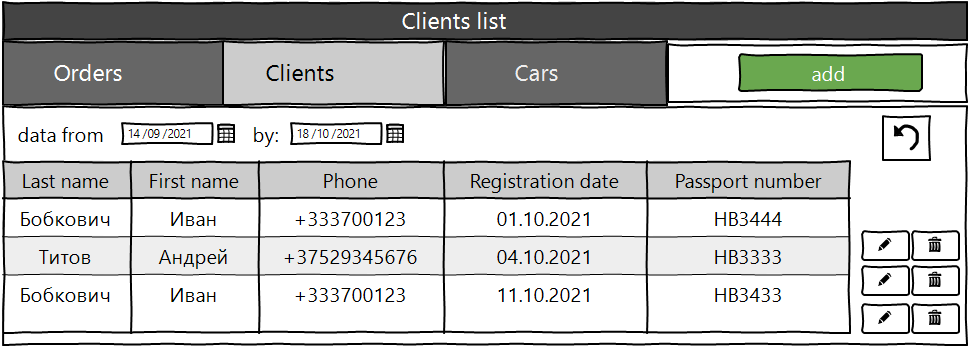 Clients list
Orders Clients Cars add
data from 14 /09 /2021 by: 18 /10 /2021
Last name First name Phone Registration date Passport number
Бобкович Иван +333700123 01.10.2021 HB3444
Титов Андрей +37529345676 04.10.2021 HB3333
Бобкович Иван +333700123 11.10.2021 HB3433